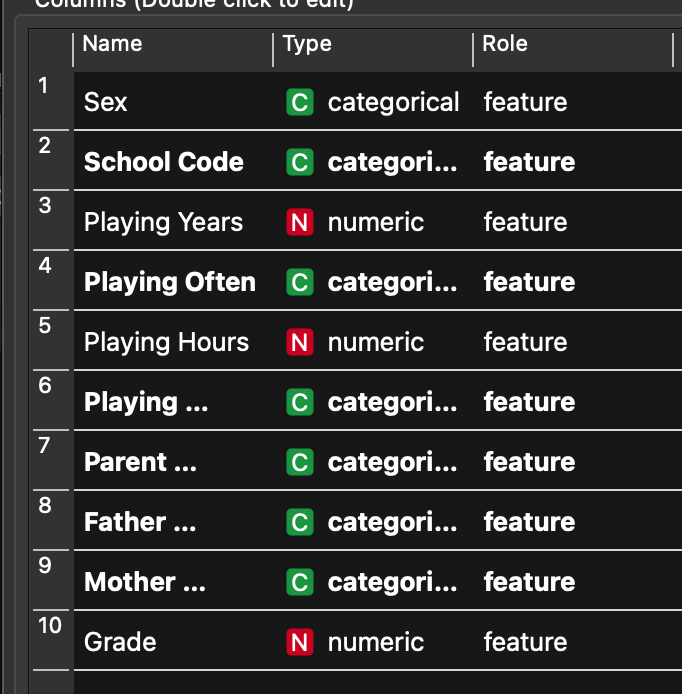 Columns (Double click to edit)
Name Type Role
1 Sex C categorical feature
2 School Code C categori... feature
3 Playing Years N numeric feature
4 Playing Often C categori... feature
5 Playing Hours N numeric feature
6 Playing ... C categori... feature
7 Parent ... C categori... feature
8 Father ... C categori... feature
9 Mother ... C categori... feature
10 Grade N numeric feature